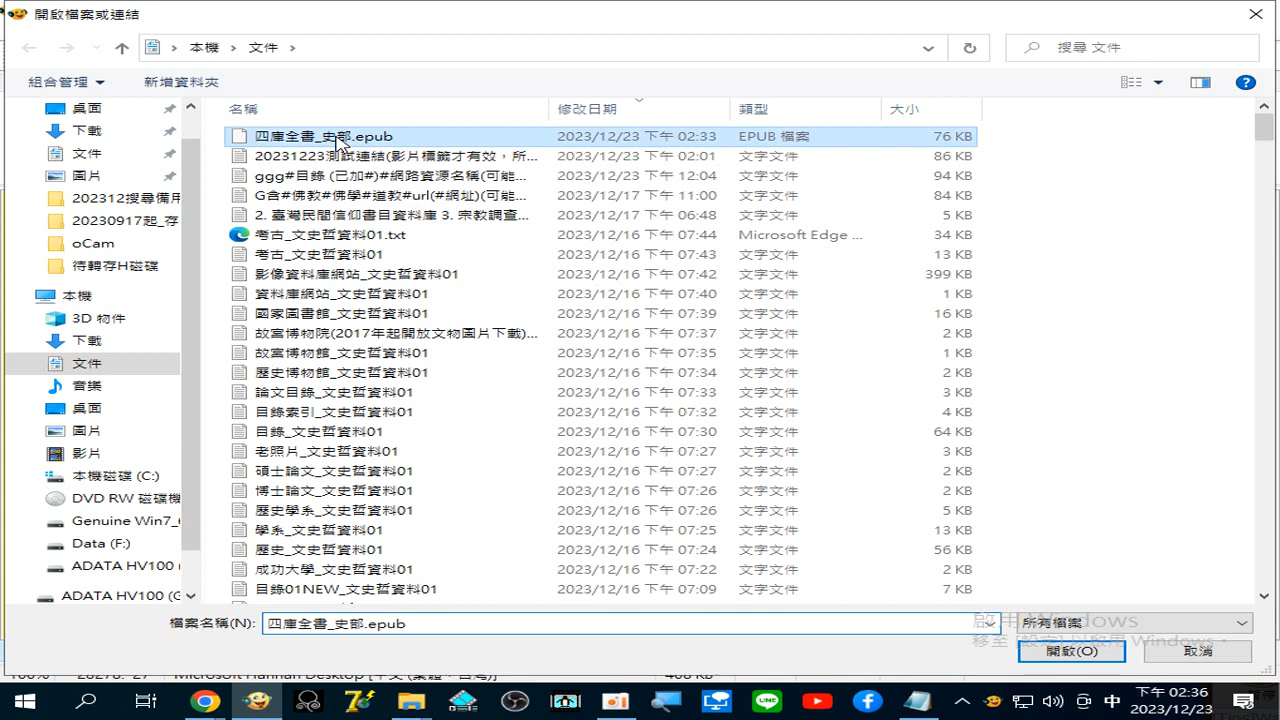 開啟檔案或連結
本機 > 文件 >
搜尋 文件
組合管理
新增資料夾
名稱 修改日期 類型 大小
桌面
下載
文件
圖片
202312搜尋備用
20230917起_存
oCam
待轉存H磁碟
本機
3D 物件
下載
文件
音樂
桌面
圖片
影片
本機磁碟 (C:)
DVD RW 磁碟機
Genuine Win7_6
Data (F:)
ADATA HV100 (
ADATA HV100 (G
四庫全書_史部.epub 2023/12/23 下午 02:33 EPUB 檔案 76 KB
20231223測試連結(影片標籤才有效，所... 2023/12/23 下午 02:01 文字文件 86 KB
ggg#目錄 (已加#)#網路資源名稱(可能... 2023/12/23 下午 12:04 文字文件 94 KB
G含#佛教#佛學#道教#url(#網址)(可能... 2023/12/17 下午 11:00 文字文件 84 KB
2. 臺灣民間信仰書目資料庫 3. 宗教調查... 2023/12/17 下午 06:48 文字文件 5 KB
考古_文史哲資料01.txt 2023/12/16 下午 07:44 Microsoft Edge ... 34 KB
考古_文史哲資料01 2023/12/16 下午 07:43 文字文件 13 KB
影像資料庫網站_文史哲資料01 2023/12/16 下午 07:42 文字文件 399 KB
資料庫網站_文史哲資料01 2023/12/16 下午 07:40 文字文件 1 KB
國家圖書館_文史哲資料01 2023/12/16 下午 07:39 文字文件 16 KB
故宮博物院(2017年起開放文物圖片下載)... 2023/12/16 下午 07:37 文字文件 2 KB
故宮博物館_文史哲資料01 2023/12/16 下午 07:35 文字文件 1 KB
歷史博物館_文史哲資料01 2023/12/16 下午 07:34 文字文件 2 KB
論文目錄_文史哲資料01 2023/12/16 下午 07:33 文字文件 3 KB
目錄索引_文史哲資料01 2023/12/16 下午 07:32 文字文件 4 KB
目錄_文史哲資料01 2023/12/16 下午 07:30 文字文件 64 KB
老照片_文史哲資料01 2023/12/16 下午 07:27 文字文件 3 KB
碩士論文_文史哲資料01 2023/12/16 下午 07:27 文字文件 2 KB
博士論文_文史哲資料01 2023/12/16 下午 07:26 文字文件 2 KB
歷史學系_文史哲資料01 2023/12/16 下午 07:26 文字文件 5 KB
學系_文史哲資料01 2023/12/16 下午 07:25 文字文件 13 KB
歷史_文史哲資料01 2023/12/16 下午 07:24 文字文件 56 KB
成功大學_文史哲資料01 2023/12/16 下午 07:22 文字文件 2 KB
目錄01NEW_文史哲資料01 2023/12/16 下午 07:09 文字文件 7 KB
檔案名稱(N): 四庫全書_史部.epub 所有檔案
啟用 Windows
移至 [設定] 以啟用 Windows。
開啟(O) 取消
中
下午 02:36
2023/12/23